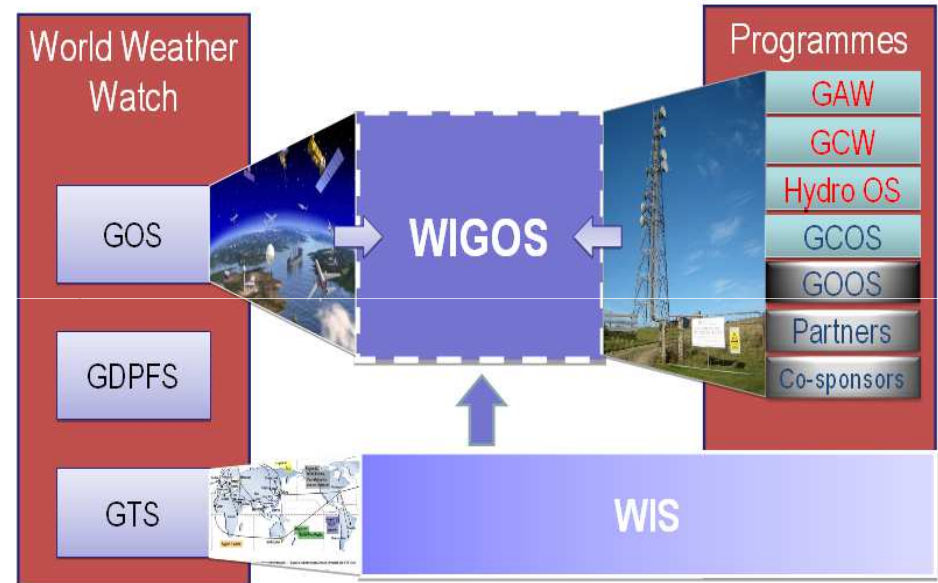 World Weather
Watch
GOS
GDPFS
GTS
WIGOS
WIS
Programmes
GAW
GCW
Hydro OS
GCOS
GOOS
Partners
Co-sponsors